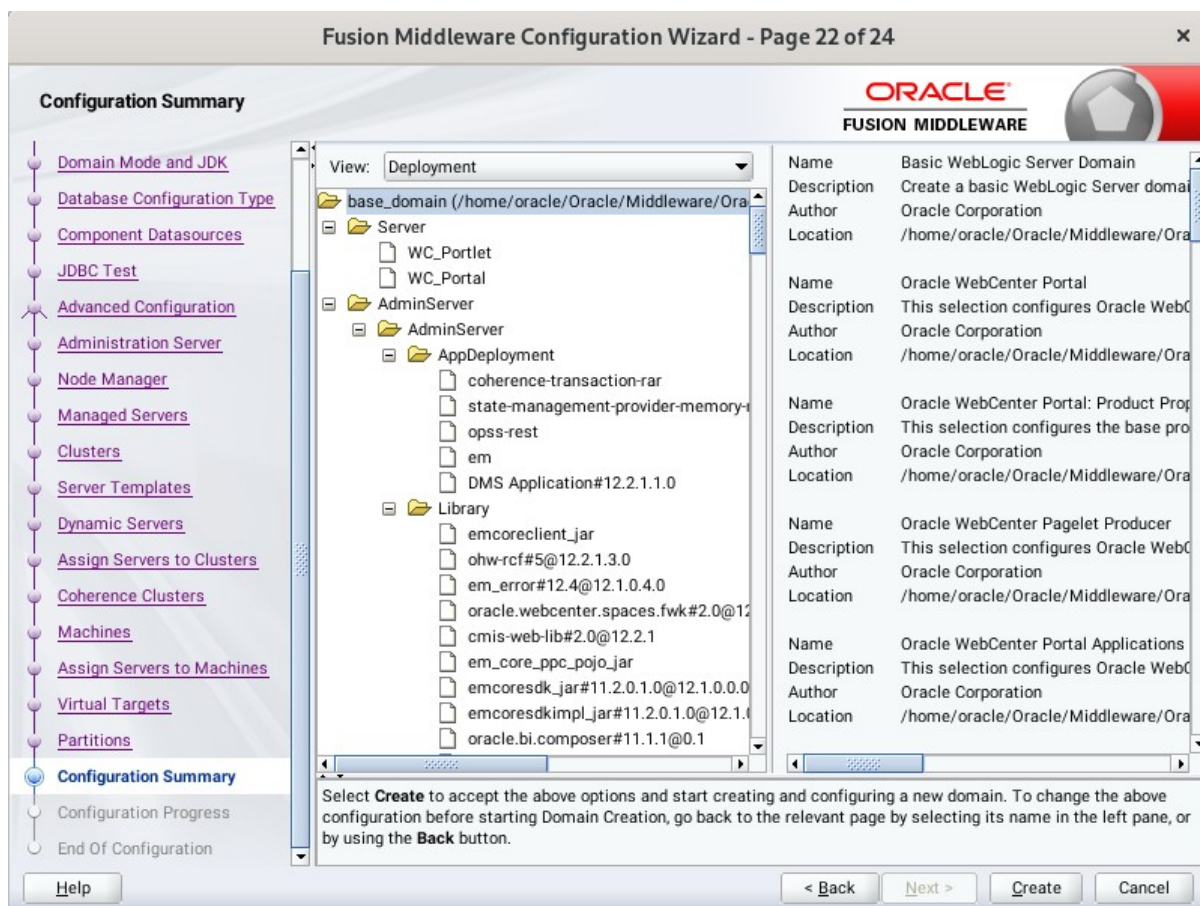 Fusion Middleware Configuration Wizard - Page 22 of 24
Configuration Summary
ORACLE
FUSION MIDDLEWARE
Domain Mode and JDK
Database Configuration Type
Component Datasources
JDBC Test
Advanced Configuration
Administration Server
Node Manager
Managed Servers
Clusters
Server Templates
Dynamic Servers
Assign Servers to Clusters
Coherence Clusters
Machines
Assign Servers to Machines
Virtual Targets
Partitions
Configuration Summary
Configuration Progress
End Of Configuration
View: Deployment
base_domain (/home/oracle/Oracle/Middleware/Ora
Server
WC_Portlet
WC_Portal
AdminServer
AdminServer
AppDeployment
coherence-transaction-rar
state-management-provider-memory-
opss-rest
em
DMS Application#12.2.1.1.0
Library
emcoreclient_jar
ohw-rcf#5@12.2.1.3.0
em_error#12.4@12.1.0.4.0
oracle.webcenter.spaces.fwk#2.0@12
cmis-web-lib#2.0@12.2.1
em_core_ppc_pojo_jar
emcoresdk_jar#11.2.0.1.0@12.1.0.0.0
emcoresdkimpl_jar#11.2.0.1.0@12.1.
oracle.bi.composer#11.1.1@0.1
Name Basic WebLogic Server Domain
Description Create a basic WebLogic Server domai
Author Oracle Corporation
Location /home/oracle/Oracle/Middleware/Ora
Name Oracle WebCenter Portal
Description This selection configures Oracle Web
Author Oracle Corporation
Location /home/oracle/Oracle/Middleware/Ora
Name Oracle WebCenter Portal: Product Prop
Description This selection configures the base pro
Author Oracle Corporation
Location /home/oracle/Oracle/Middleware/Ora
Name Oracle WebCenter Pagelet Producer
Description This selection configures Oracle Web
Author Oracle Corporation
Location /home/oracle/Oracle/Middleware/Ora
Name Oracle WebCenter Portal Applications
Description This selection configures Oracle Web
Author Oracle Corporation
Location /home/oracle/Oracle/Middleware/Ora
Select Create to accept the above options and start creating and configuring a new domain. To change the above
configuration before starting Domain Creation, go back to the relevant page by selecting its name in the left pane, or
by using the Back button.
Help
< Back Next > Create Cancel